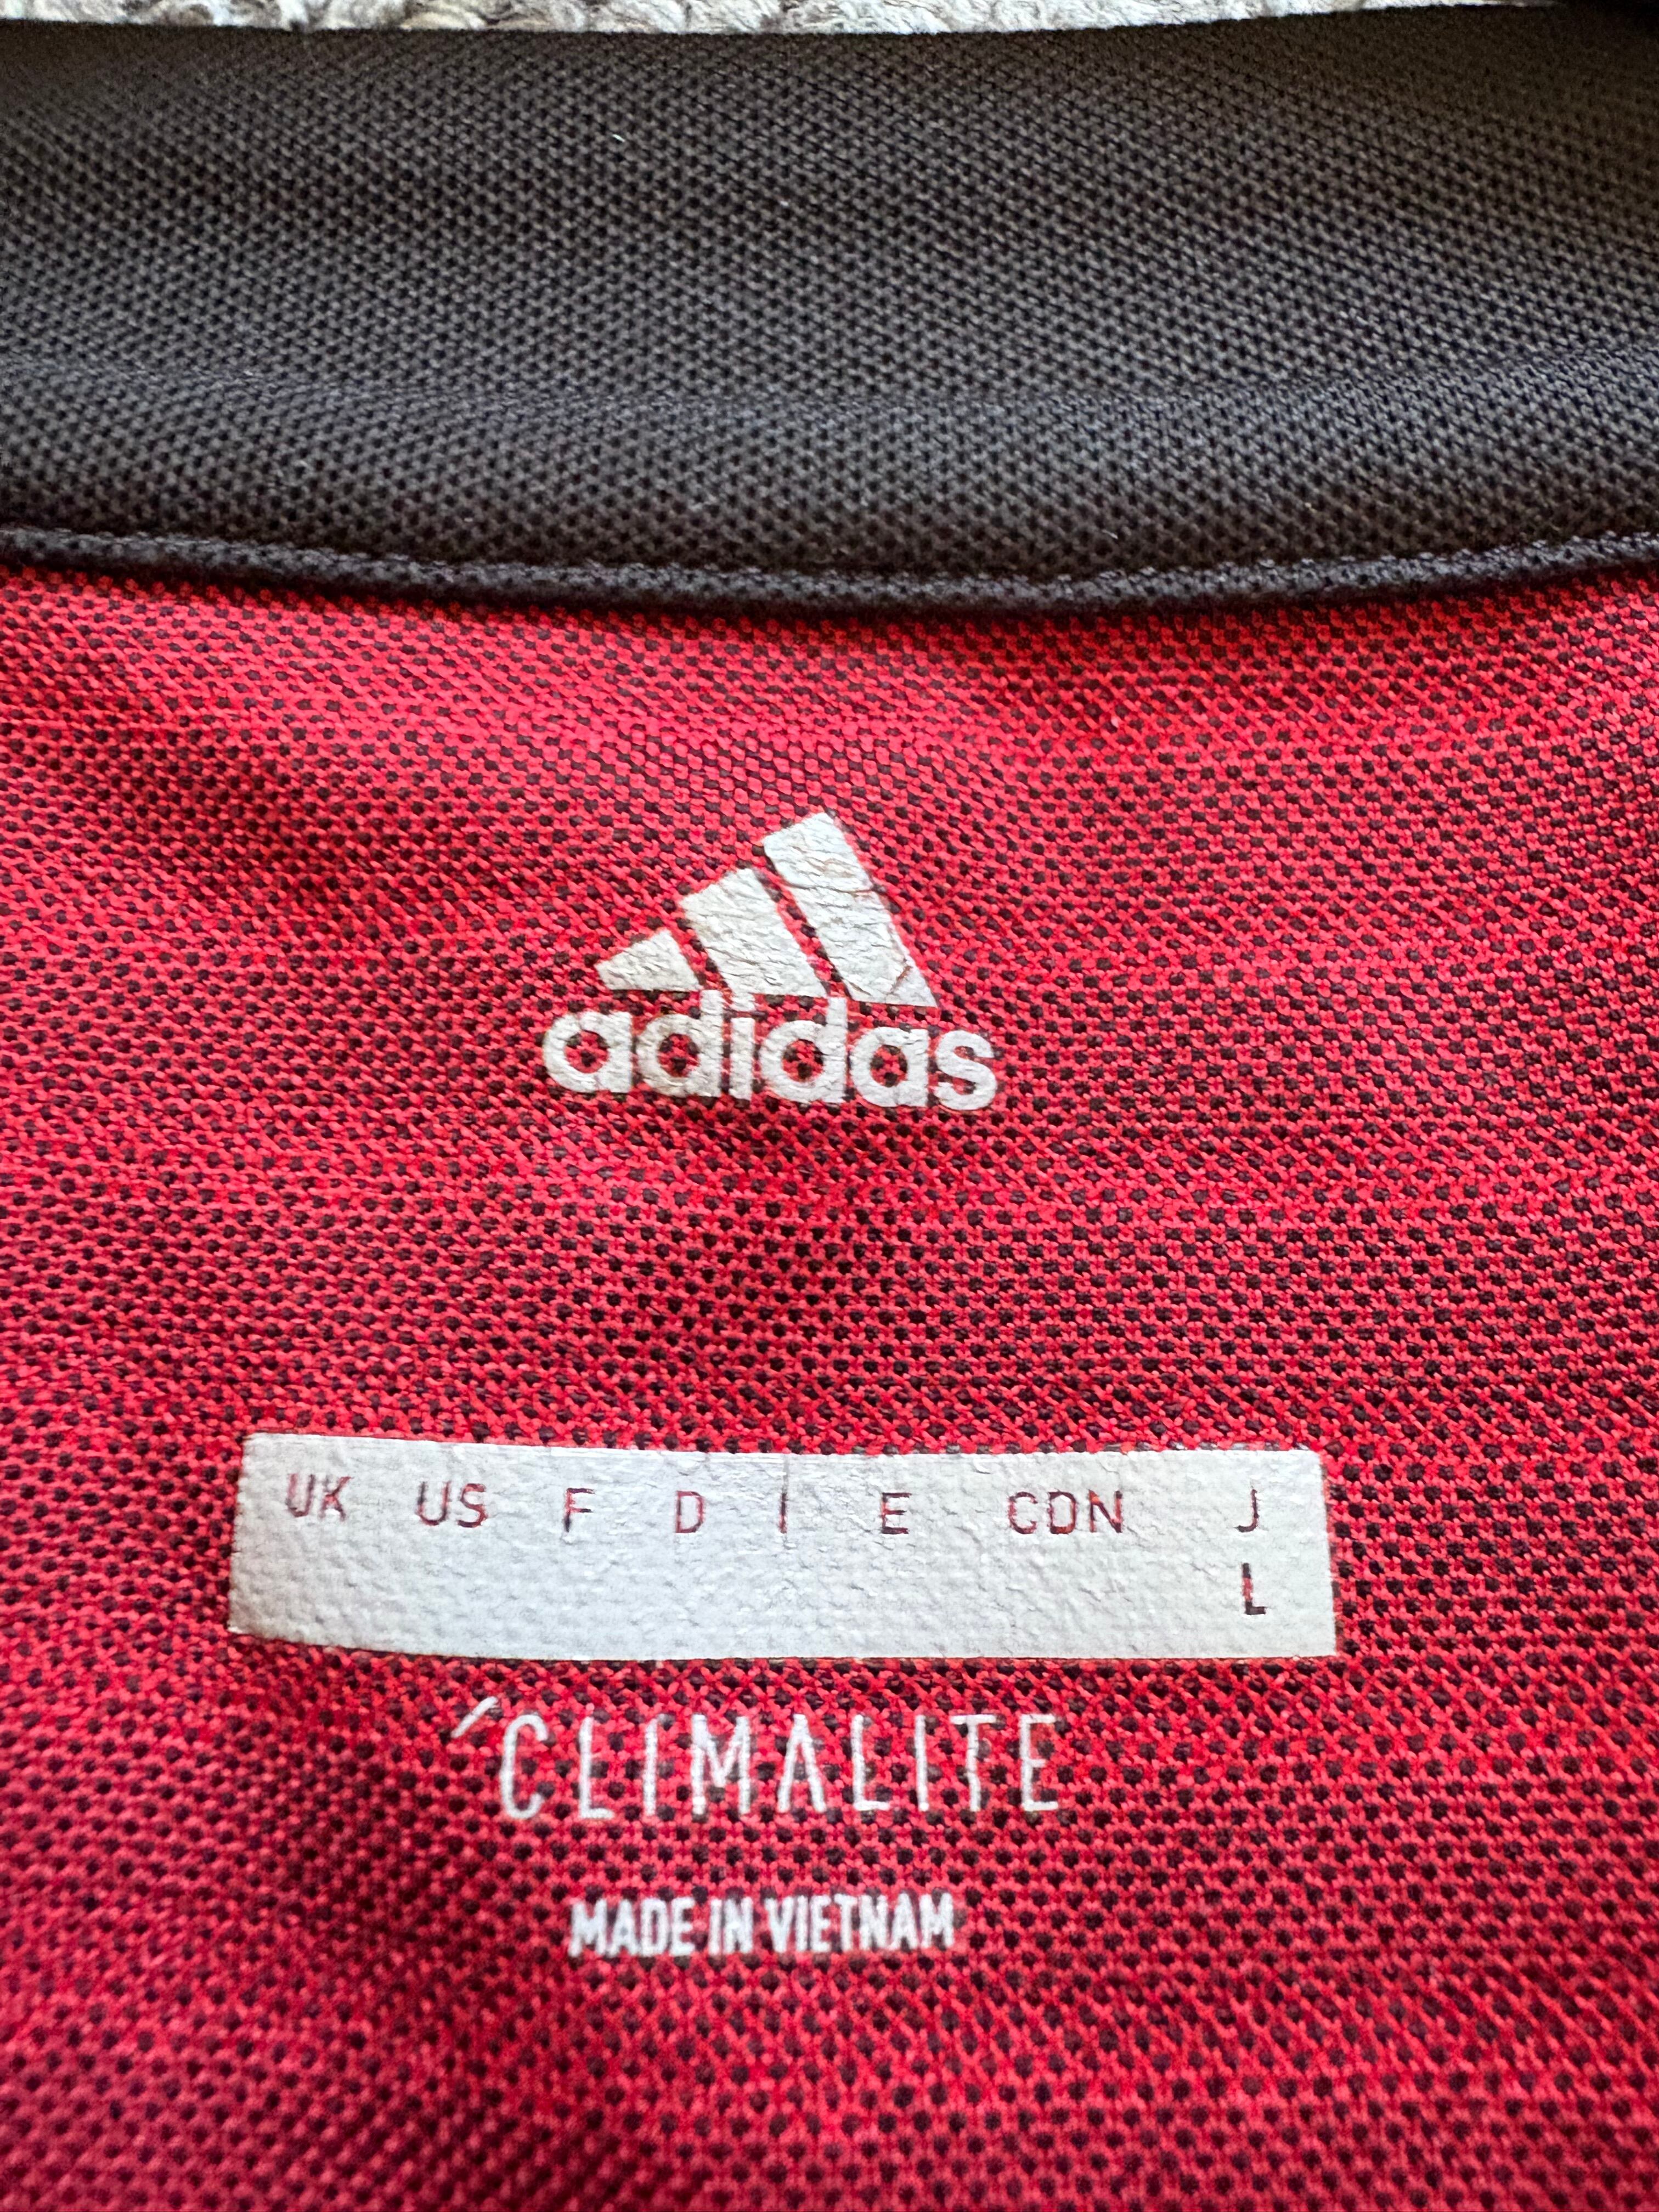 adidas
UK US F D I E CDN J
L
CLIMALITE
MADE IN VIETNAM